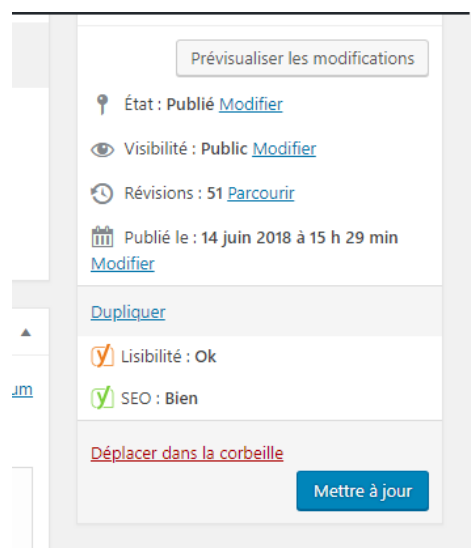 Prévisualiser les modifications
État : Publié Modifier
Visibilité : Public Modifier
Révisions : 51 Parcourir
Publié le : 14 juin 2018 à 15 h 29 min
Modifier
Dupliquer
Lisibilité : Ok
um
SEO : Bien
Déplacer dans la corbeille
Mettre à jour